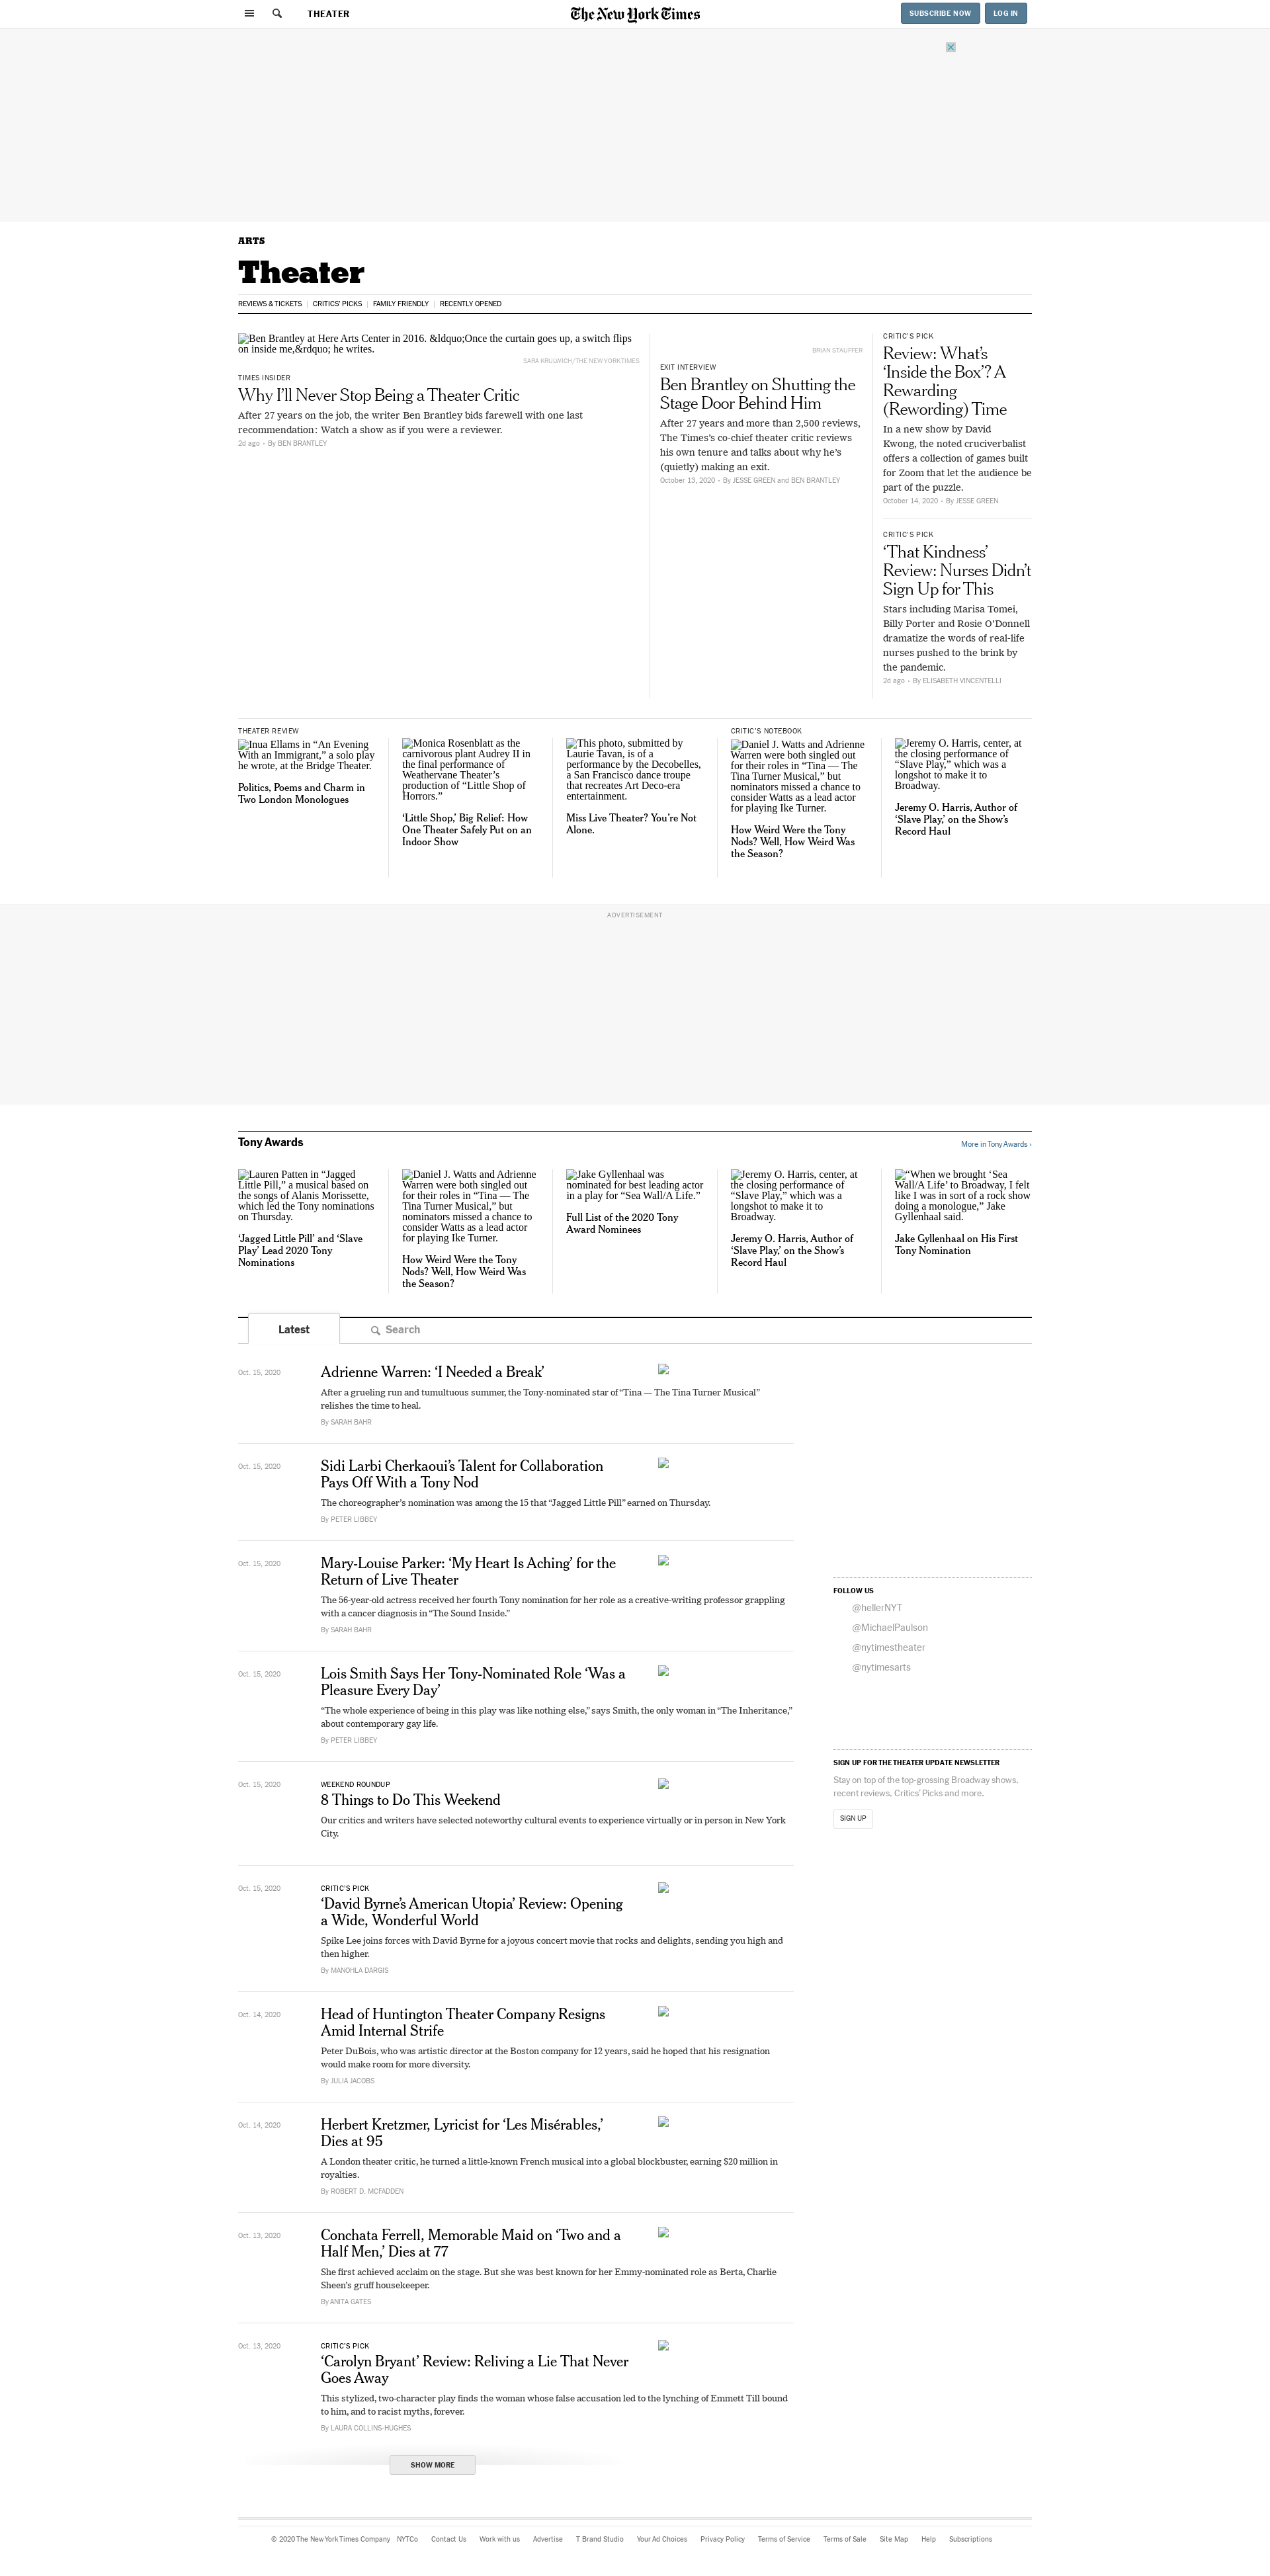 THEATER
The New York Times
SUBSCRIBE NOW
LOG IN
ARTS
Theater
REVIEWS & TICKETS | CRITICS' PICKS | FAMILY FRIENDLY | RECENTLY OPENED
Ben Brantley at Here Arts Center in 2016. &ldquo;Once the curtain goes up, a switch flips
on inside me,&rdquo; he writes.
SARA KRULWICH/THE NEW YORK TIMES
TIMES INSIDER
Why I’ll Never Stop Being a Theater Critic
After 27 years on the job, the writer Ben Brantley bids farewell with one last
recommendation: Watch a show as if you were a reviewer.
2d ago - By BEN BRANTLEY
BRIAN STAUFFER
EXIT INTERVIEW
Ben Brantley on Shutting the
Stage Door Behind Him
After 27 years and more than 2,500 reviews,
The Times’s co-chief theater critic reviews
his own tenure and talks about why he’s
(quietly) making an exit.
October 13, 2020 - By JESSE GREEN and BEN BRANTLEY
CRITIC’S PICK
Review: What’s
‘Inside the Box’? A
Rewarding
(Rewording) Time
In a new show by David
Kwong, the noted cruciverbalist
offers a collection of games built
for Zoom that let the audience be
part of the puzzle.
October 14, 2020 - By JESSE GREEN
CRITIC’S PICK
‘That Kindness’
Review: Nurses Didn’t
Sign Up for This
Stars including Marisa Tomei,
Billy Porter and Rosie O’Donnell
dramatize the words of real-life
nurses pushed to the brink by
the pandemic.
2d ago - By ELISABETH VINCENTELLI
THEATER REVIEW
Inua Ellams in “An Evening
With an Immigrant,” a solo play
he wrote, at the Bridge Theater.
Politics, Poems and Charm in
Two London Monologues
Monica Rosenblatt as the
carnivorous plant Audrey II in
the final performance of
Weathervane Theater’s
production of “Little Shop of
Horrors.”
‘Little Shop,’ Big Relief: How
One Theater Safely Put on an
Indoor Show
This photo, submitted by
Laurie Tavan, is of a
performance by the Decobelles,
a San Francisco dance troupe
that recreates Art Deco-era
entertainment.
Miss Live Theater? You’re Not
Alone.
CRITIC’S NOTEBOOK
Daniel J. Watts and Adrienne
Warren were both singled out
for their roles in “Tina — The
Tina Turner Musical,” but
nominators missed a chance to
consider Watts as a lead actor
for playing Ike Turner.
How Weird Were the Tony
Nods? Well, How Weird Was
the Season?
Jeremy O. Harris, center, at
the closing performance of
“Slave Play,” which was a
longshot to make it to
Broadway.
Jeremy O. Harris, Author of
‘Slave Play,’ on the Show’s
Record Haul
ADVERTISEMENT
Tony Awards
More in Tony Awards ›
Lauren Patten in “Jagged
Little Pill,” a musical based on
the songs of Alanis Morissette,
which led the Tony nominations
on Thursday.
‘Jagged Little Pill’ and ‘Slave
Play’ Lead 2020 Tony
Nominations
Daniel J. Watts and Adrienne
Warren were both singled out
for their roles in “Tina — The
Tina Turner Musical,” but
nominators missed a chance to
consider Watts as a lead actor
for playing Ike Turner.
How Weird Were the Tony
Nods? Well, How Weird Was
the Season?
Jake Gyllenhaal was
nominated for best leading actor
in a play for “Sea Wall/A Life.”
Full List of the 2020 Tony
Award Nominees
Jeremy O. Harris, center, at
the closing performance of
“Slave Play,” which was a
longshot to make it to
Broadway.
Jeremy O. Harris, Author of
‘Slave Play,’ on the Show’s
Record Haul
“When we brought ‘Sea
Wall/A Life’ to Broadway, I felt
like I was in sort of a rock show
doing a monologue,” Jake
Gyllenhaal said.
Jake Gyllenhaal on His First
Tony Nomination
Latest
Search
Oct. 15, 2020
Adrienne Warren: ‘I Needed a Break’
After a grueling run and tumultuous summer, the Tony-nominated star of “Tina — The Tina Turner Musical”
relishes the time to heal.
By SARAH BAHR
Oct. 15, 2020
Sidi Larbi Cherkaoui’s Talent for Collaboration
Pays Off With a Tony Nod
The choreographer’s nomination was among the 15 that “Jagged Little Pill” earned on Thursday.
By PETER LIBBEY
Oct. 15, 2020
Mary-Louise Parker: ‘My Heart Is Aching’ for the
Return of Live Theater
The 56-year-old actress received her fourth Tony nomination for her role as a creative-writing professor grappling
with a cancer diagnosis in “The Sound Inside.”
By SARAH BAHR
Oct. 15, 2020
Lois Smith Says Her Tony-Nominated Role ‘Was a
Pleasure Every Day’
“The whole experience of being in this play was like nothing else,” says Smith, the only woman in “The Inheritance,”
about contemporary gay life.
By PETER LIBBEY
Oct. 15, 2020
WEEKEND ROUNDUP
8 Things to Do This Weekend
Our critics and writers have selected noteworthy cultural events to experience virtually or in person in New York
City.
Oct. 15, 2020
CRITIC’S PICK
‘David Byrne’s American Utopia’ Review: Opening
a Wide, Wonderful World
Spike Lee joins forces with David Byrne for a joyous concert movie that rocks and delights, sending you high and
then higher.
By MANOHLA DARGIS
Oct. 14, 2020
Head of Huntington Theater Company Resigns
Amid Internal Strife
Peter DuBois, who was artistic director at the Boston company for 12 years, said he hoped that his resignation
would make room for more diversity.
By JULIA JACOBS
Oct. 14, 2020
Herbert Kretzmer, Lyricist for ‘Les Misérables,’
Dies at 95
A London theater critic, he turned a little-known French musical into a global blockbuster, earning $20 million in
royalties.
By ROBERT D. MCFADDEN
Oct. 13, 2020
Conchata Ferrell, Memorable Maid on ‘Two and a
Half Men,’ Dies at 77
She first achieved acclaim on the stage. But she was best known for her Emmy-nominated role as Berta, Charlie
Sheen’s gruff housekeeper.
By ANITA GATES
Oct. 13, 2020
CRITIC’S PICK
‘Carolyn Bryant’ Review: Reliving a Lie That Never
Goes Away
This stylized, two-character play finds the woman whose false accusation led to the lynching of Emmett Till bound
to him, and to racist myths, forever.
By LAURA COLLINS-HUGHES
SHOW MORE
FOLLOW US
@hellerNYT
@MichaelPaulson
@nytimestheater
@nytimesarts
SIGN UP FOR THE THEATER UPDATE NEWSLETTER
Stay on top of the top-grossing Broadway shows,
recent reviews, Critics’ Picks and more.
SIGN UP
© 2020 The New York Times Company NYTCo Contact Us Work with us Advertise T Brand Studio Your Ad Choices Privacy Policy Terms of Service Terms of Sale Site Map Help Subscriptions